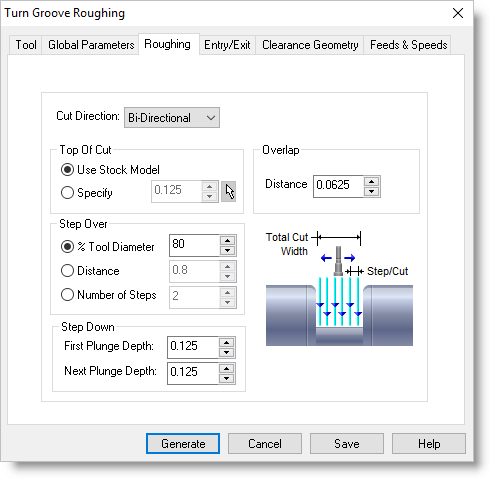 Turn Groove Roughing
Tool Global Parameters Roughing Entry/Exit Clearance Geometry Feeds & Speeds
Cut Direction: Bi-Directional
Top Of Cut
Use Stock Model
Specify 0.125
Overlap
Distance 0.0625
Step Over
% Tool Diameter 80
Distance 0.8
Number of Steps 2
Total Cut
Width
Step/Cut
Step Down
First Plunge Depth: 0.125
Next Plunge Depth: 0.125
Generate Cancel Save Help